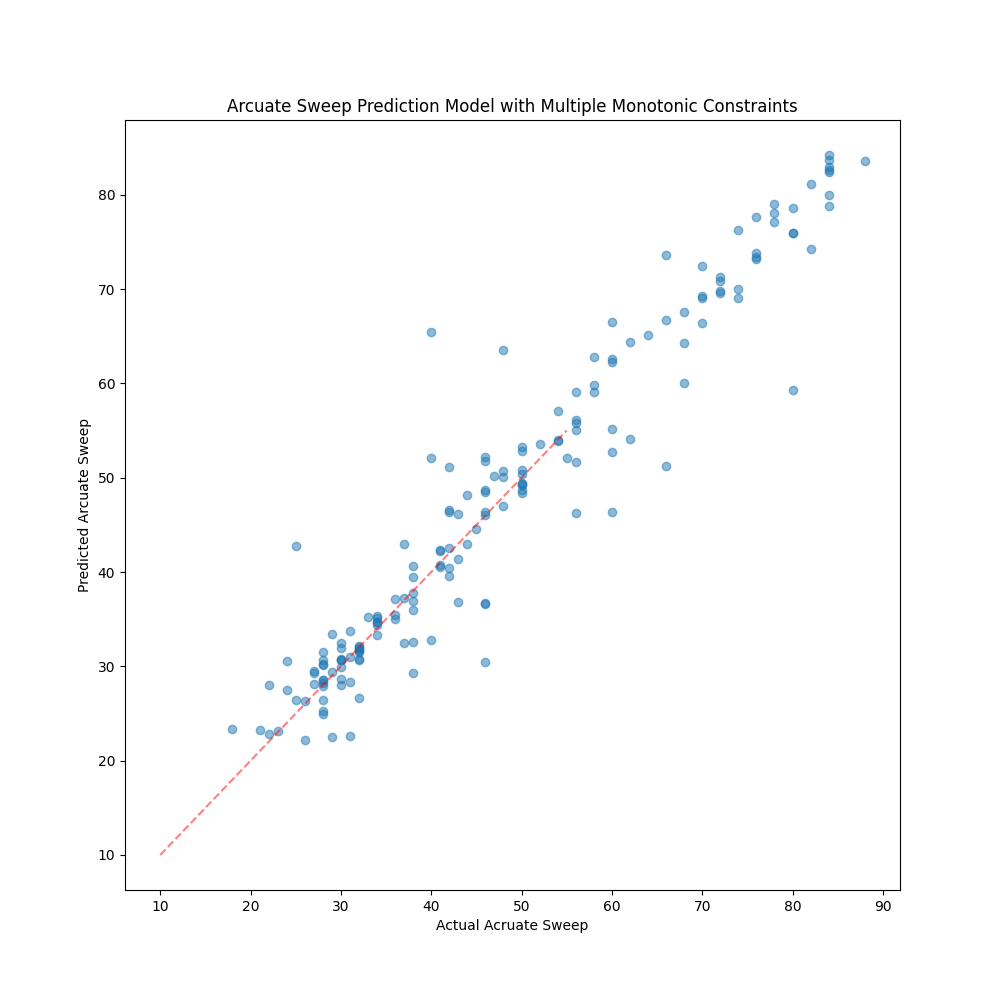 Arcuate Sweep Prediction Model with Multiple Monotonic Constraints
Predicted Arcuate Sweep
80
70
60
50
40
30
20
10
10 20 30 40 50 60 70 80 90
Actual Acruate Sweep